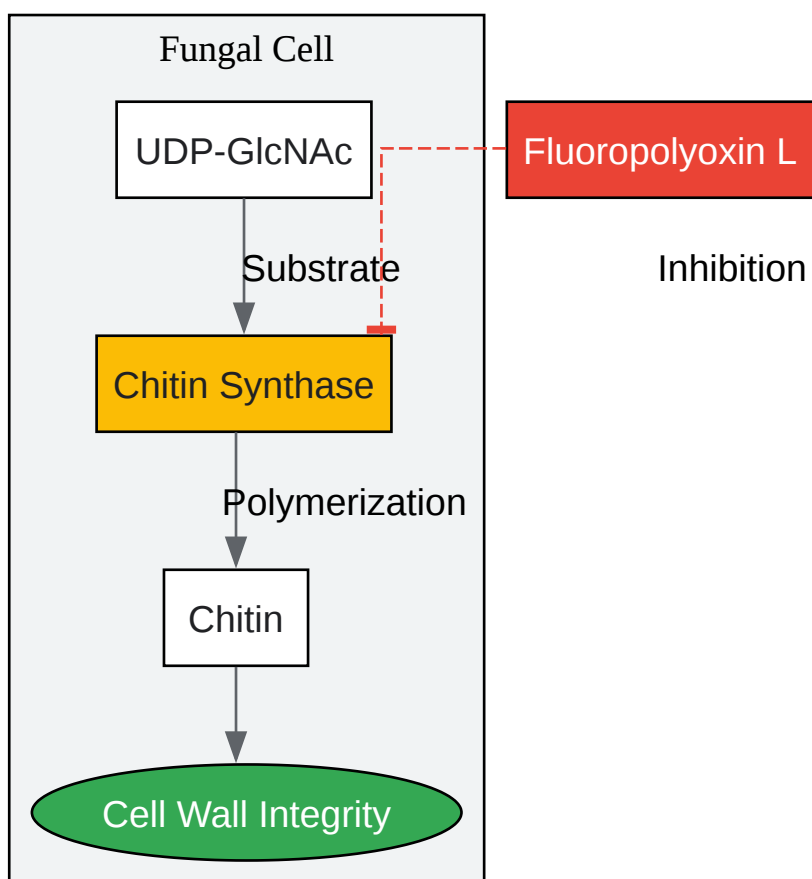 Fungal Cell
UDP-GlcNAc
Fluoropolyoxin L
Substrate
Inhibition
Chitin Synthase
Polymerization
Chitin
Cell Wall Integrity